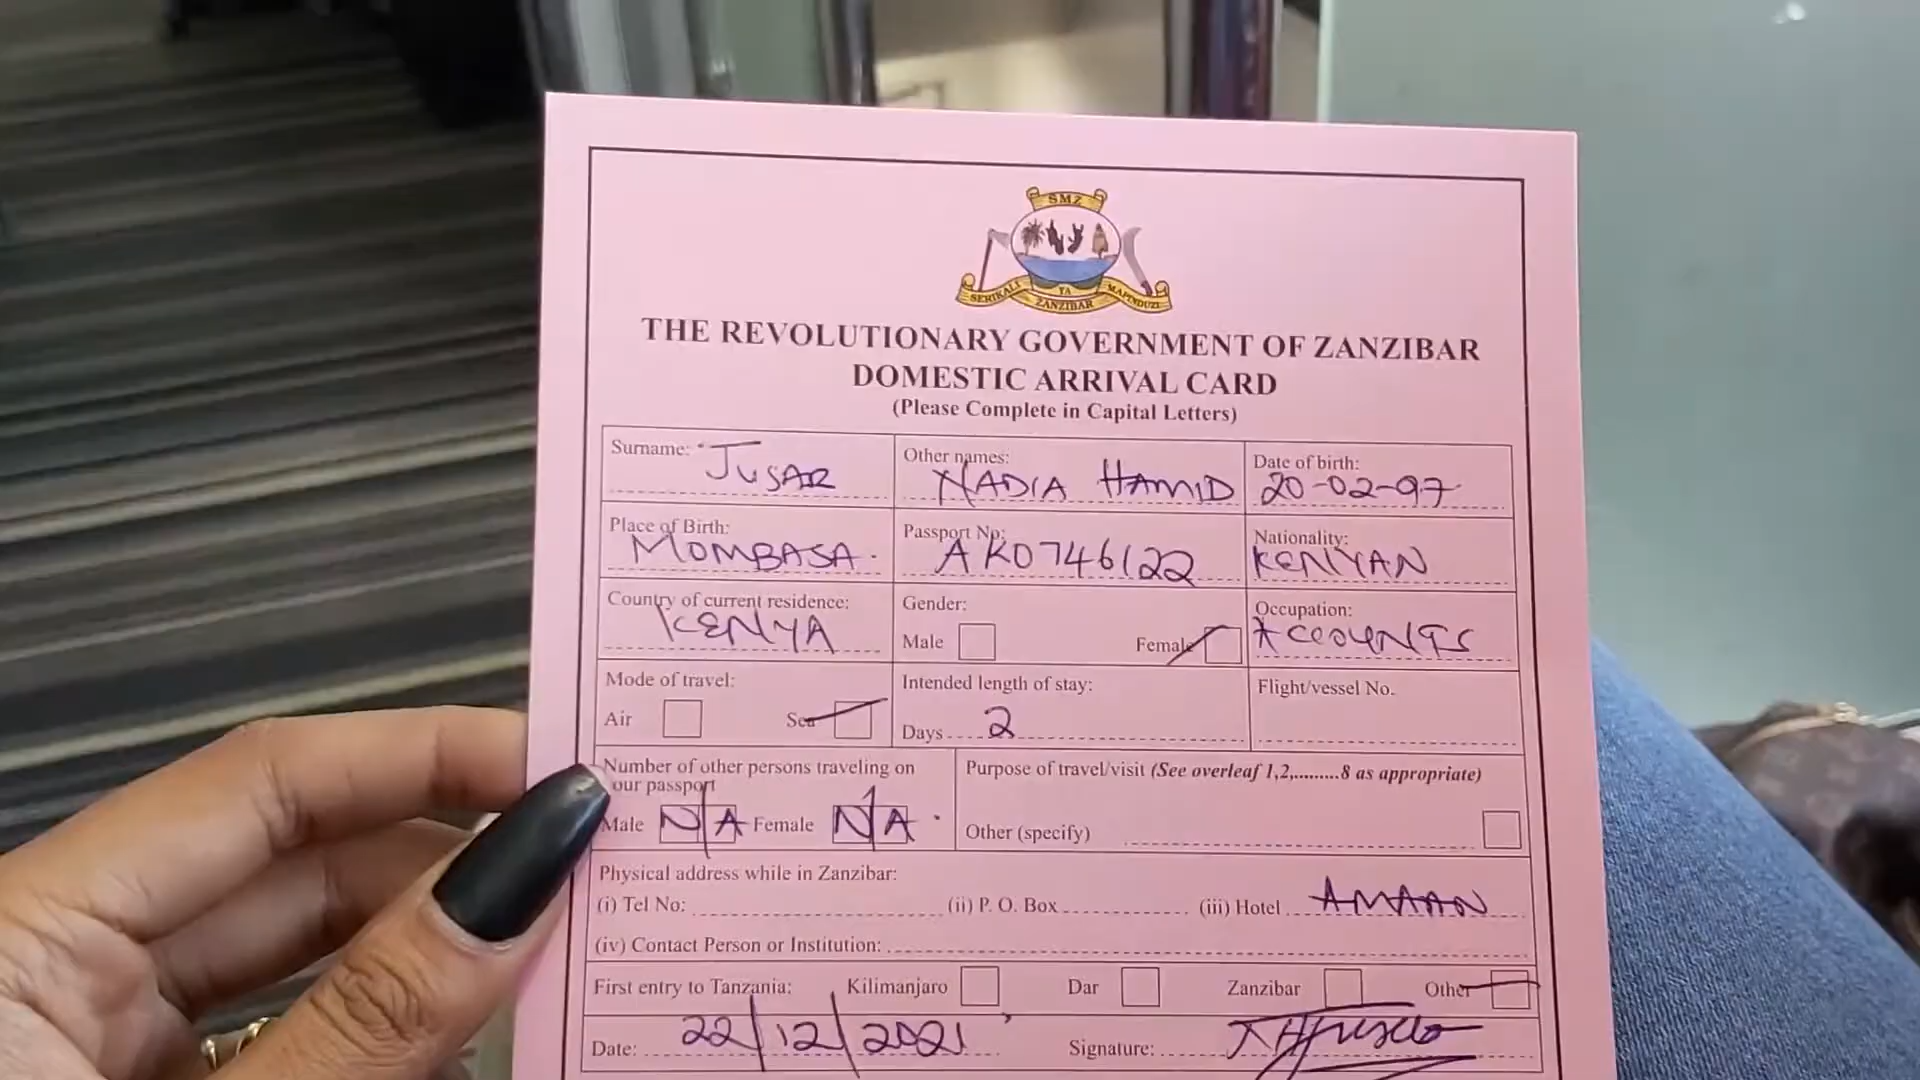 SMZ
SERIKALI YA MAPINDUZI
ZANZIBAR
THE REVOLUTIONARY GOVERNMENT OF ZANZIBAR
DOMESTIC ARRIVAL CARD
(Please Complete in Capital Letters)
Surname: JUSAR
Other names: NADIA HAMID
Date of birth: 20-02-97
Place of Birth: MOMBASA.
Passport No: AK0746122
Nationality: KENYAN
Country of current residence: KENYA
Gender:
Male Female
Occupation: ACCOUNTS
Mode of travel:
Air Sea
Intended length of stay:
Days 2
Flight/vessel No.
Number of other persons traveling on
our passport
Male N/A Female N/A.
Purpose of travel/visit (See overleaf 1,2,.........8 as appropriate)
Other (specify)
Physical address while in Zanzibar:
(i) Tel No: (ii) P. O. Box (iii) Hotel AMAAN
(iv) Contact Person or Institution:
First entry to Tanzania: Kilimanjaro Dar Zanzibar Other
Date: 22/12/2021 Signature: